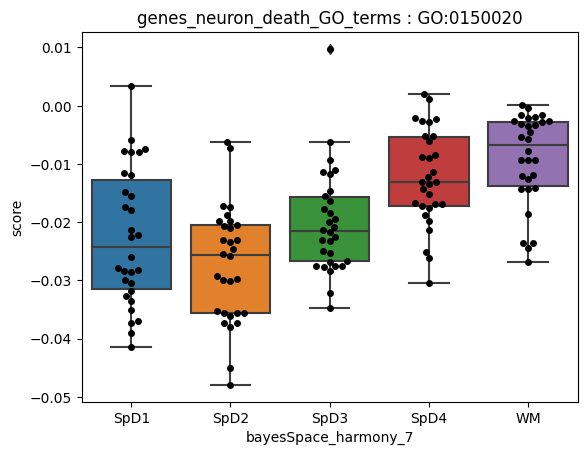 genes_neuron_death_GO_terms : GO:0150020
0.01
0.00
−0.01
−0.02
−0.03
−0.04
−0.05
score
SpD1 SpD2 SpD3 SpD4 WM
bayesSpace_harmony_7